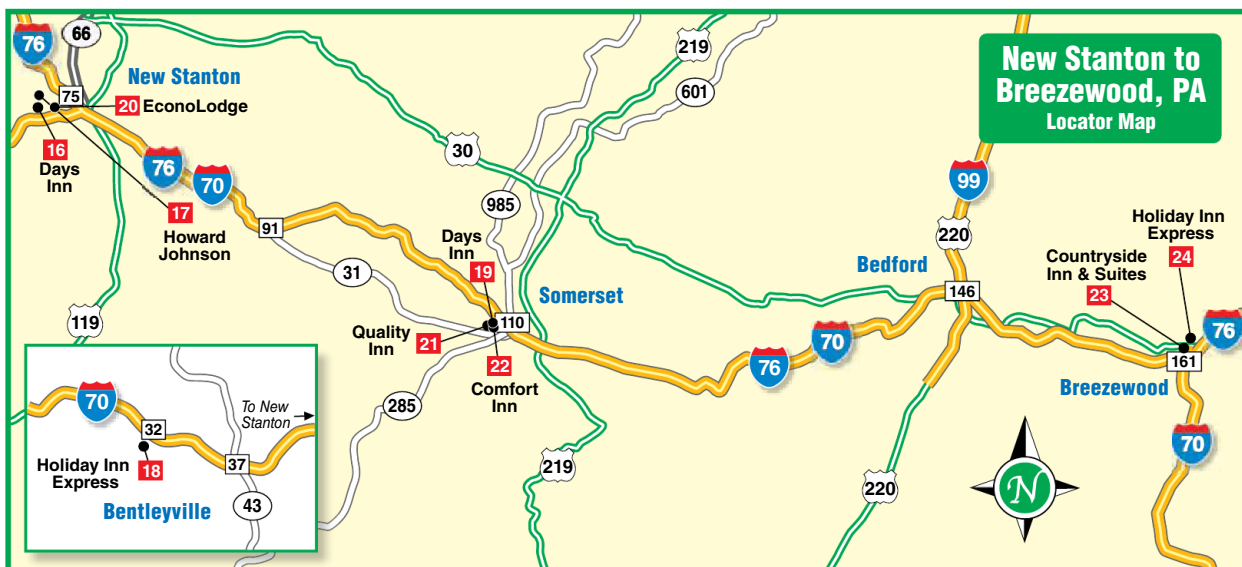 New Stanton to
Breezewood, PA
Locator Map
76
66
New Stanton
75
20 EconoLodge
16
Days
Inn
17
Howard
Johnson
76
70
91
31
119
30
219
601
985
Days
Inn
19
Somerset
110
Quality
Inn
21
22
Comfort
Inn
285
219
76
70
99
220
Bedford
146
220
Holiday Inn
Express
24
Countryside
Inn & Suites
23
76
161
Breezewood
70
N
70
To New
Stanton
32
Holiday Inn
Express
18
37
43
Bentleyville